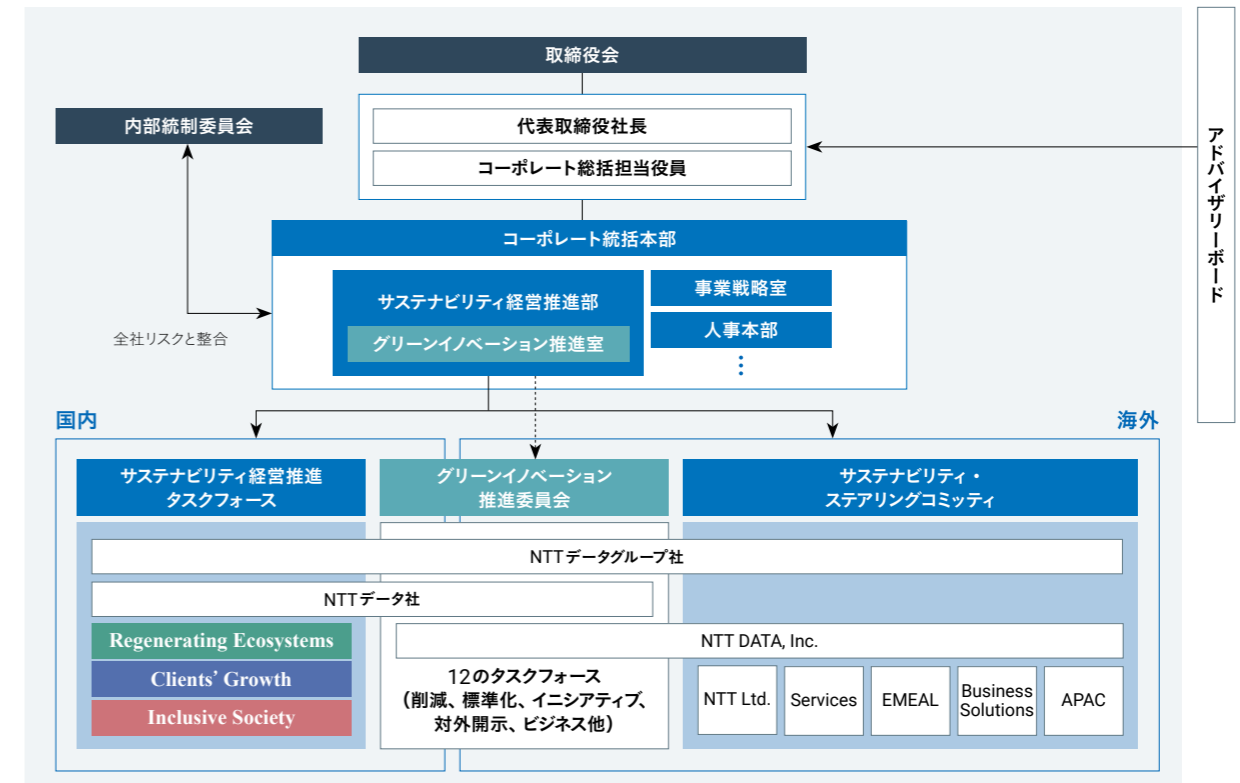 取締役会
内部統制委員会
代表取締役社長
コーポレート総括担当役員
アドバイザリーボード
コーポレート統括本部
サステナビリティ経営推進部
グリーンイノベーション推進室
事業戦略室
人事本部
全社リスクと整合
国内
海外
サステナビリティ経営推進
タスクフォース
グリーンイノベーション
推進委員会
サステナビリティ・
ステアリングコミッティ
NTTデータグループ社
NTTデータ社
Regenerating Ecosystems
Clients’ Growth
Inclusive Society
NTT DATA, Inc.
12のタスクフォース
(削減、標準化、イニシアティブ、
対外開示、ビジネス他)
NTT Ltd.
Services
EMEAL
Business
Solutions
APAC